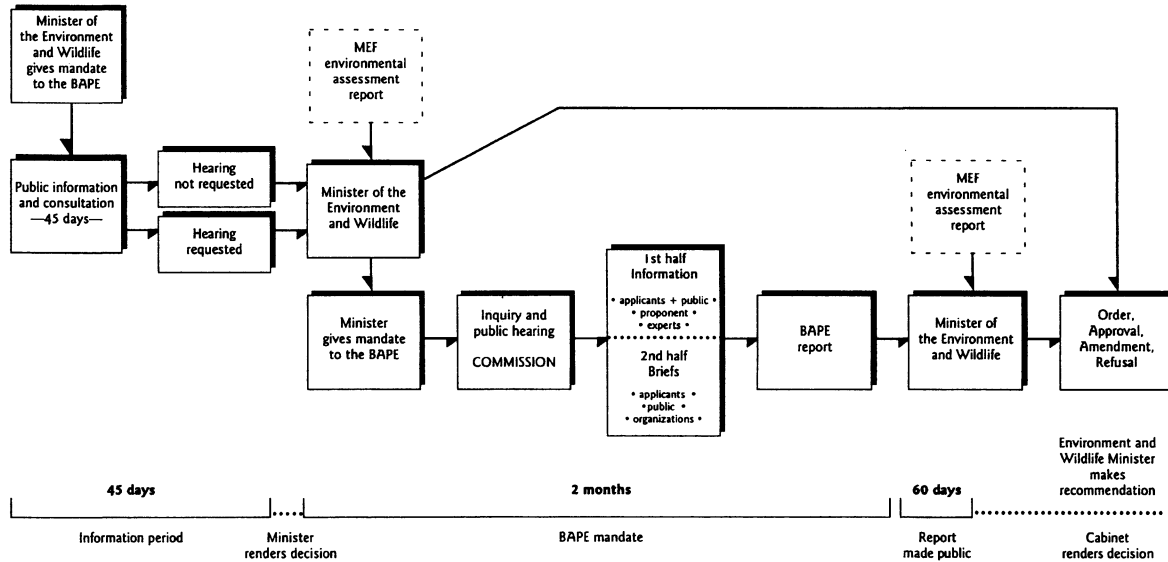 Minister of
the Environment
and Wildlife
gives mandate
to the BAPE
MEF
environmental
assessment
report
Public information
and consultation
—45 days—
Hearing
not requested
Hearing
requested
Minister of the
Environment
and Wildlife
MEF
environmental
assessment
report
Minister
gives mandate
to the BAPE
Inquiry and
public hearing
COMMISSION
1st half
Information
• applicants + public •
• proponent •
• experts •
2nd half
Briefs
• applicants •
• public •
• organizations •
BAPE
report
Minister of the
Environment
and Wildlife
Order,
Approval,
Amendment,
Refusal
Environment and
Wildlife Minister
makes
recommendation
45 days
2 months
60 days
Information period
Minister
renders decision
BAPE mandate
Report
made public
Cabinet
renders decision